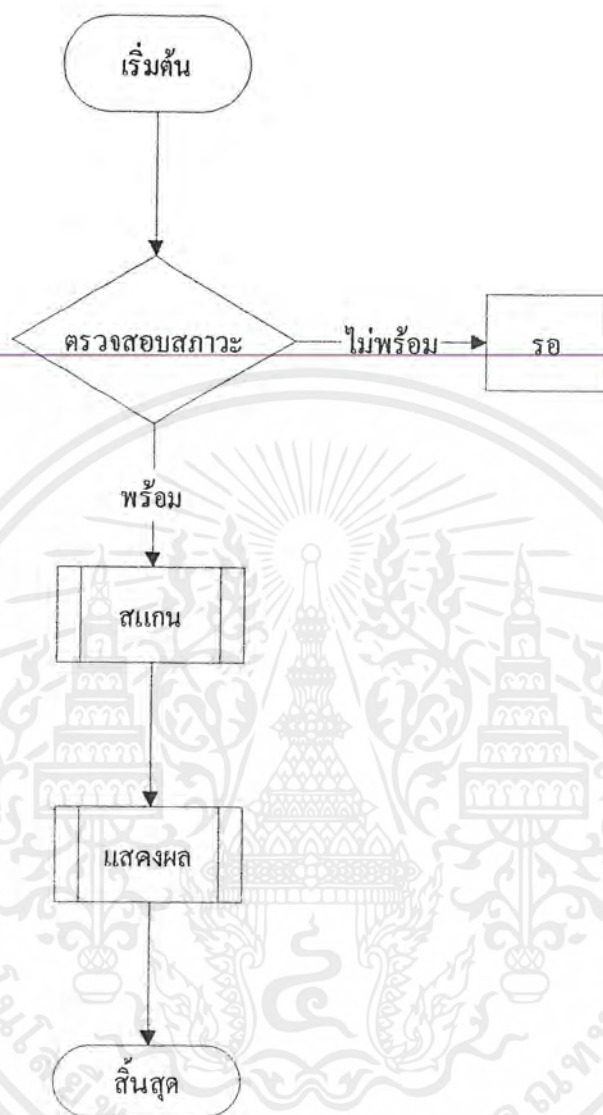 เริ่มต้น
ตรวจสอบสภาวะ
ไม่พร้อม
รอ
พร้อม
สแกน
แสดงผล
สิ้นสุด